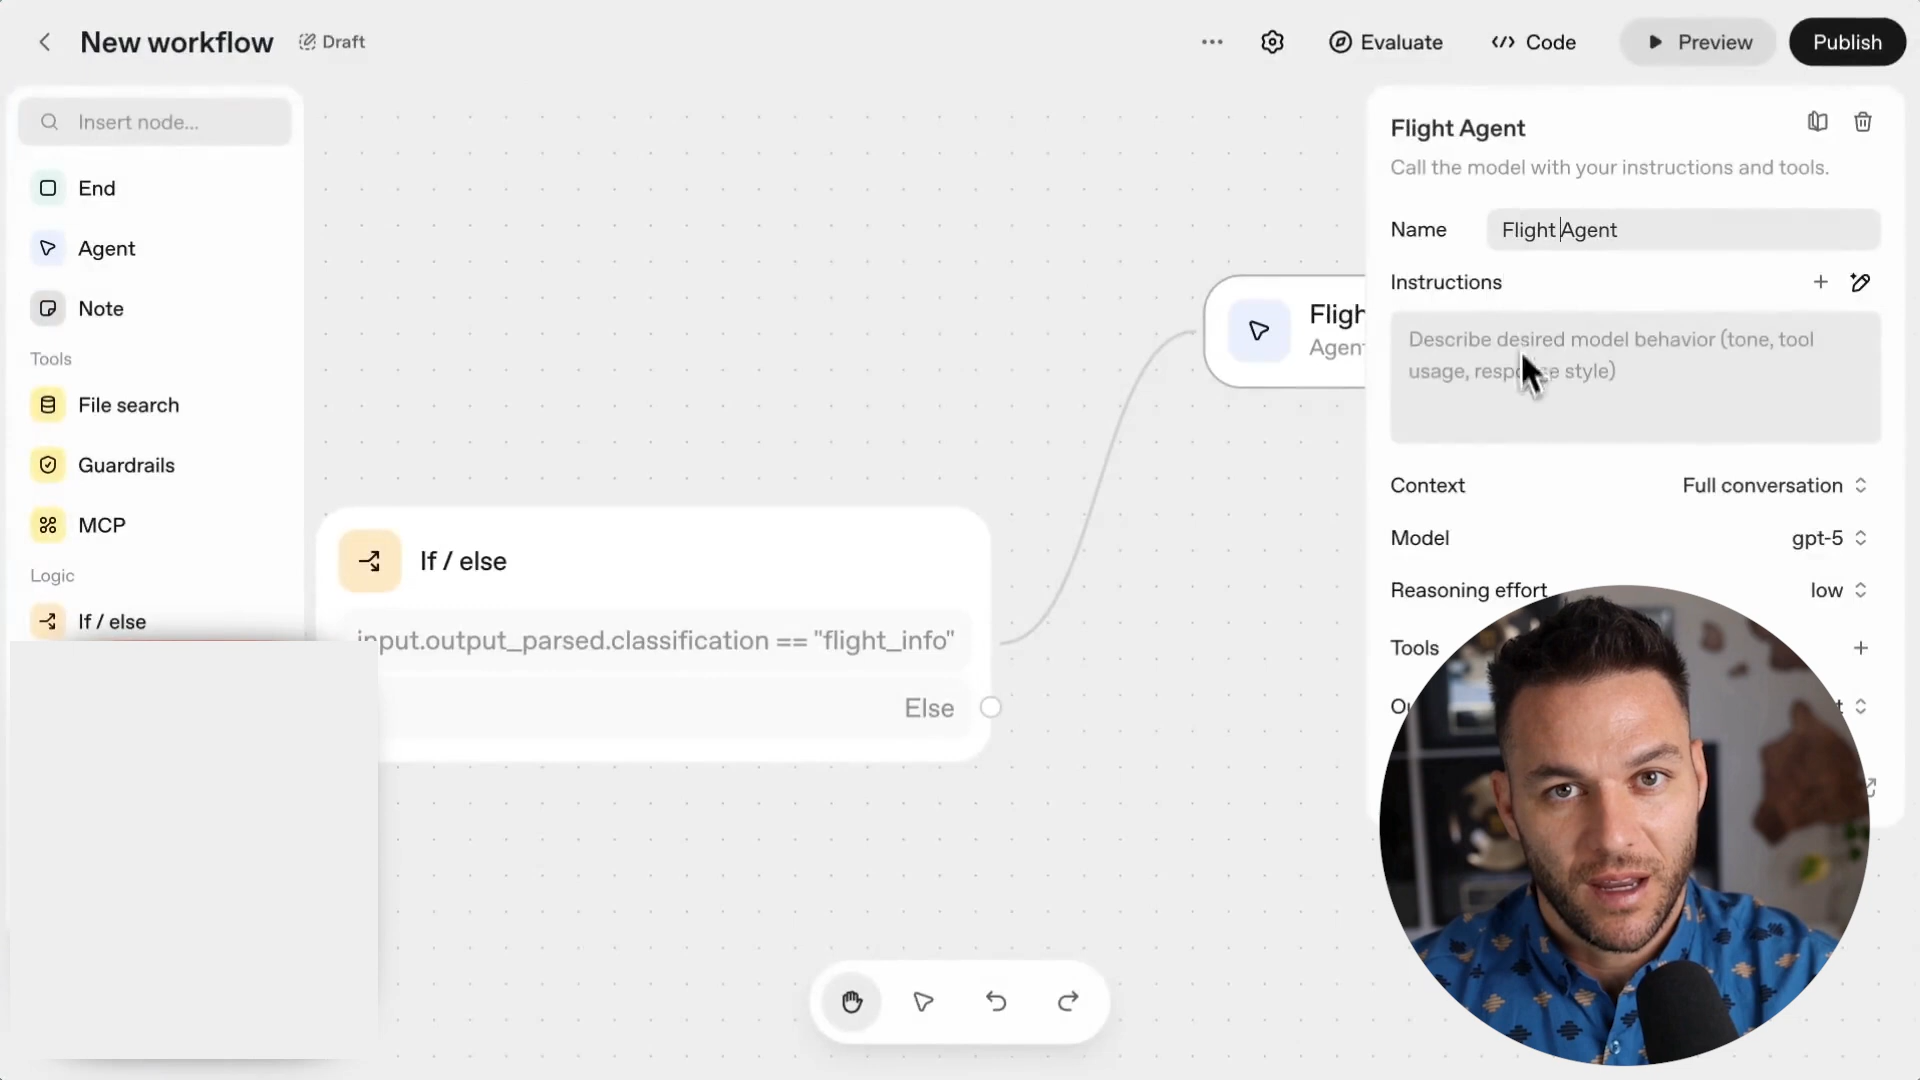 New workflow
Draft
Evaluate
Code
Preview
Publish
Insert node...
End
Agent
Note
Tools
File search
Guardrails
MCP
Logic
If / else
If / else
input.output_parsed.classification == "flight_info"
Else
Agent
Flight Agent
Call the model with your instructions and tools.
Name
Flight Agent
Instructions
Describe desired model behavior (tone, tool
usage, response style)
Context
Full conversation
Model
gpt-5
Reasoning effort
low
Tools